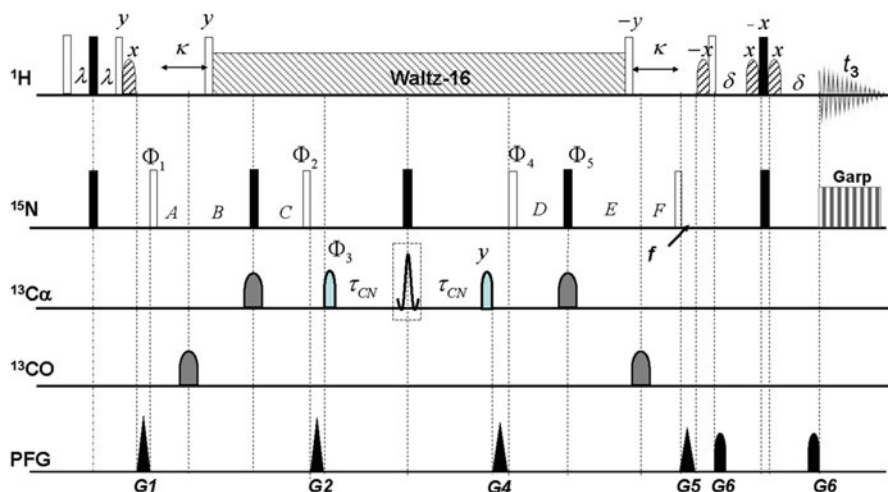 y x κ y -y κ -x - x x x t₃
¹H λ λ Waltz-16 δ δ
Φ₁ Φ₂ Φ₄ Φ₅ Garp
¹⁵N A B C D E F
f
Φ₃ y
¹³Cα τCN τCN
¹³CO
PFG
G1 G2 G4 G5 G6 G6